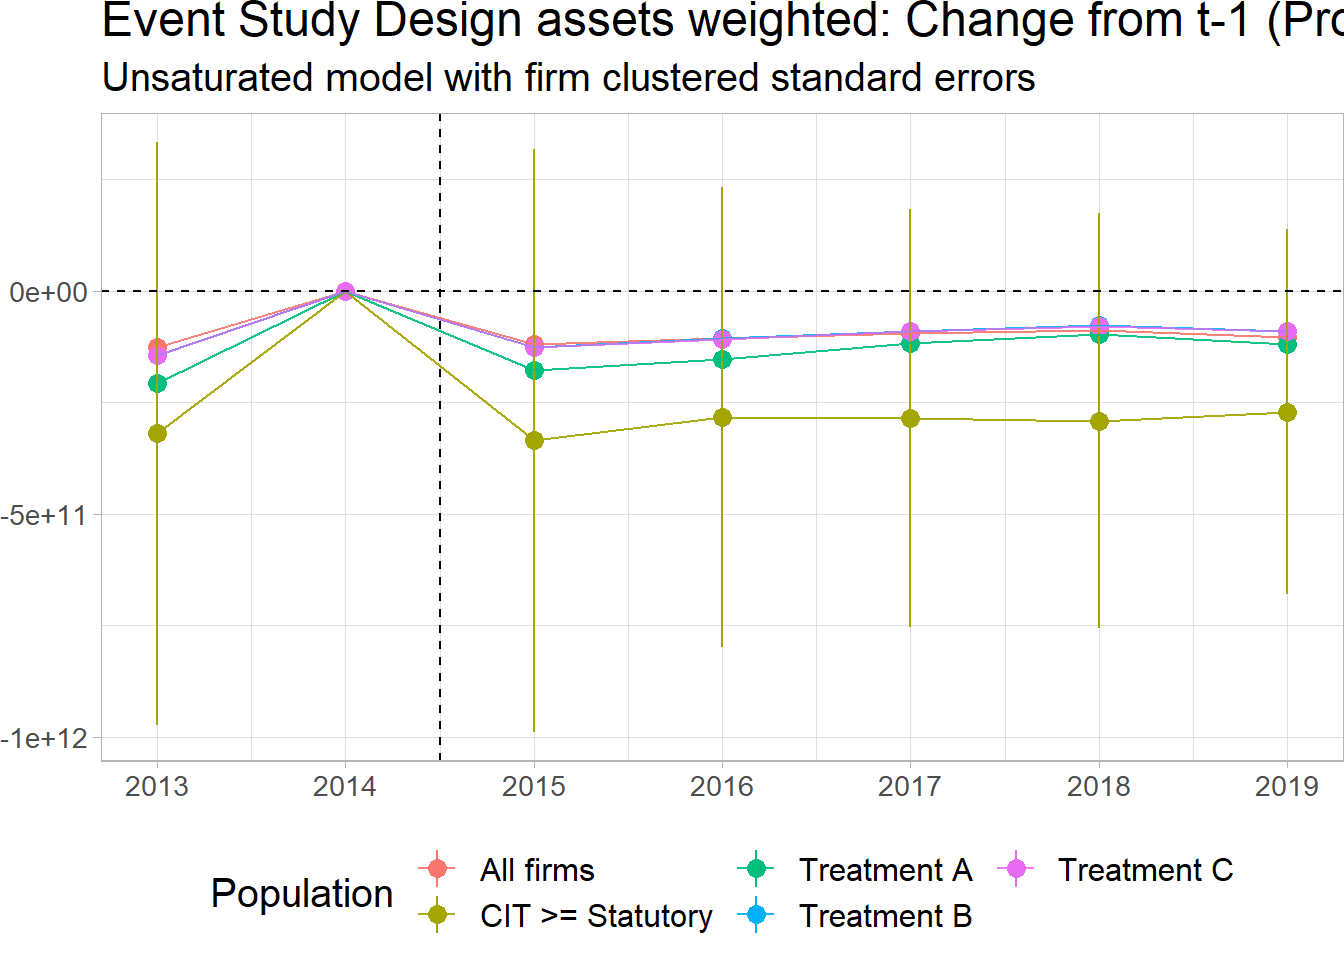 Event Study Design assets weighted: Change from t-1 (Pro
Unsaturated model with firm clustered standard errors
0e+00
-5e+11
-1e+12
2013 2014 2015 2016 2017 2018 2019
Population
All firms Treatment A Treatment C
CIT >= Statutory Treatment B